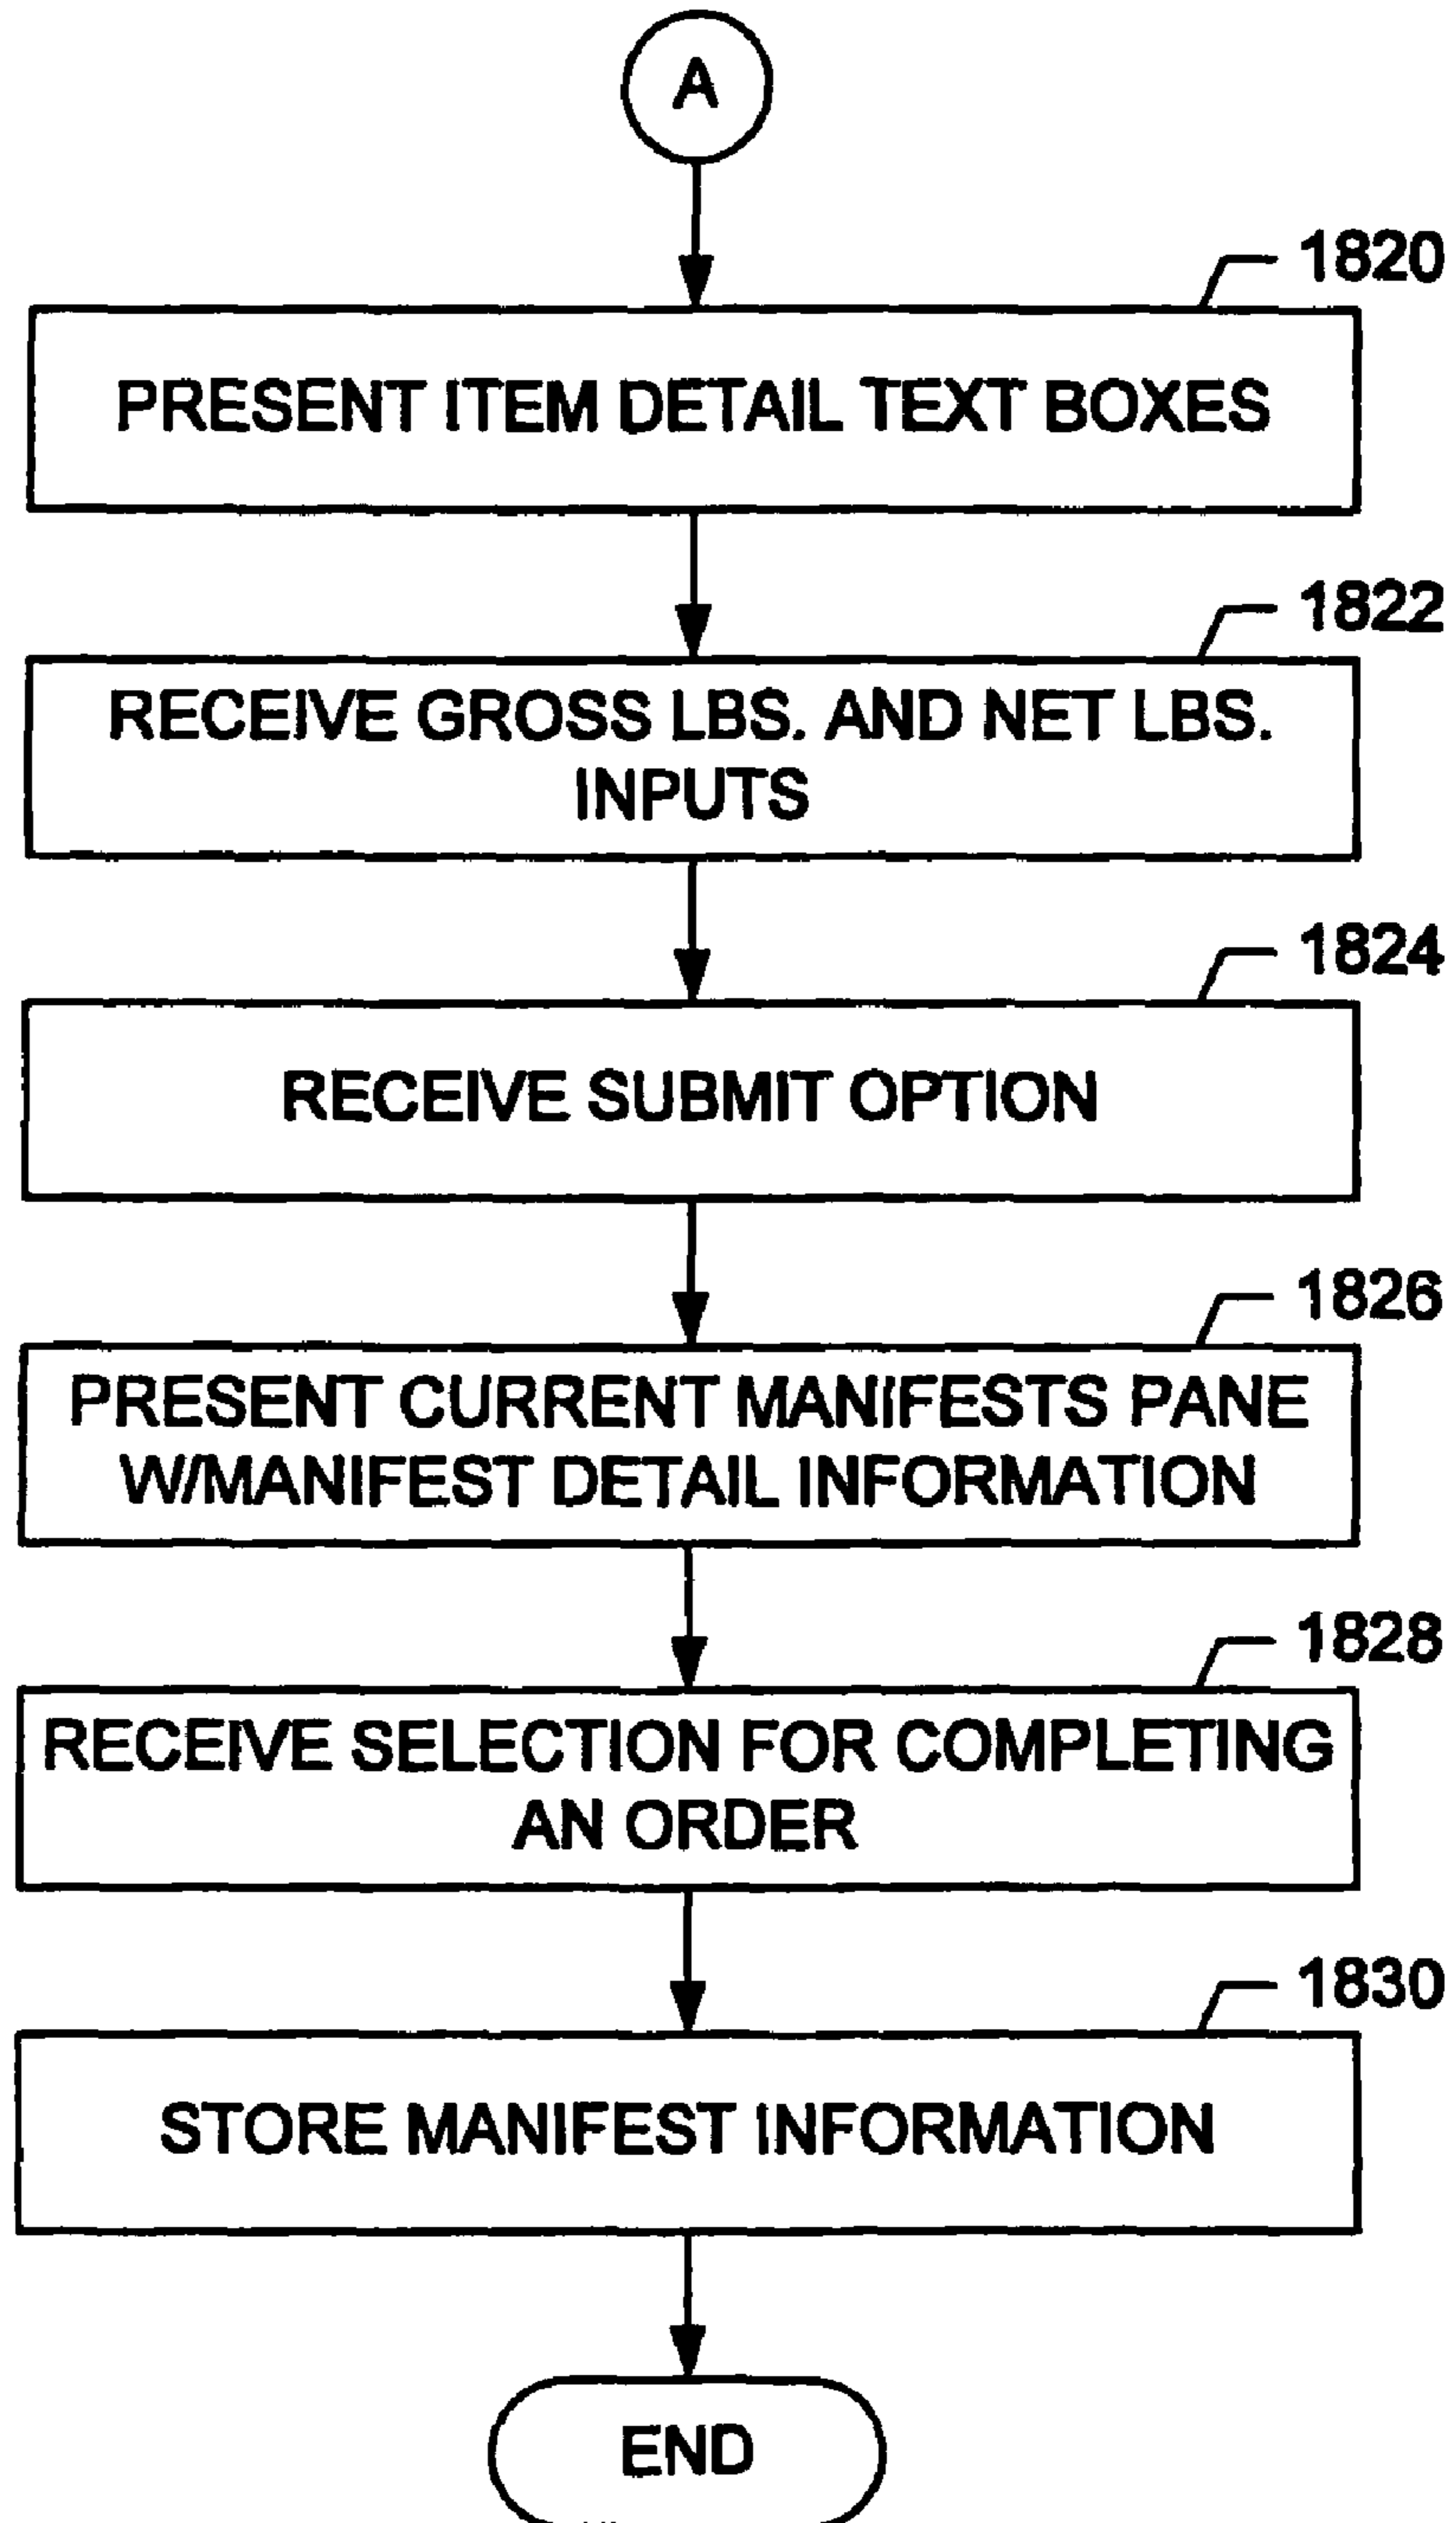 A
1820
PRESENT ITEM DETAIL TEXT BOXES
1822
RECEIVE GROSS LBS. AND NET LBS.
INPUTS
1824
RECEIVE SUBMIT OPTION
1826
PRESENT CURRENT MANIFESTS PANE
W/MANIFEST DETAIL INFORMATION
1828
RECEIVE SELECTION FOR COMPLETING
AN ORDER
1830
STORE MANIFEST INFORMATION
END